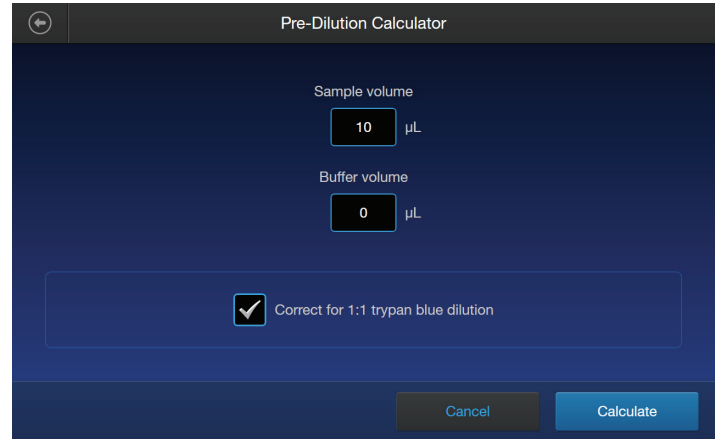 Pre-Dilution Calculator
Sample volume
10 µL
Buffer volume
0 µL
Correct for 1:1 trypan blue dilution
Cancel Calculate